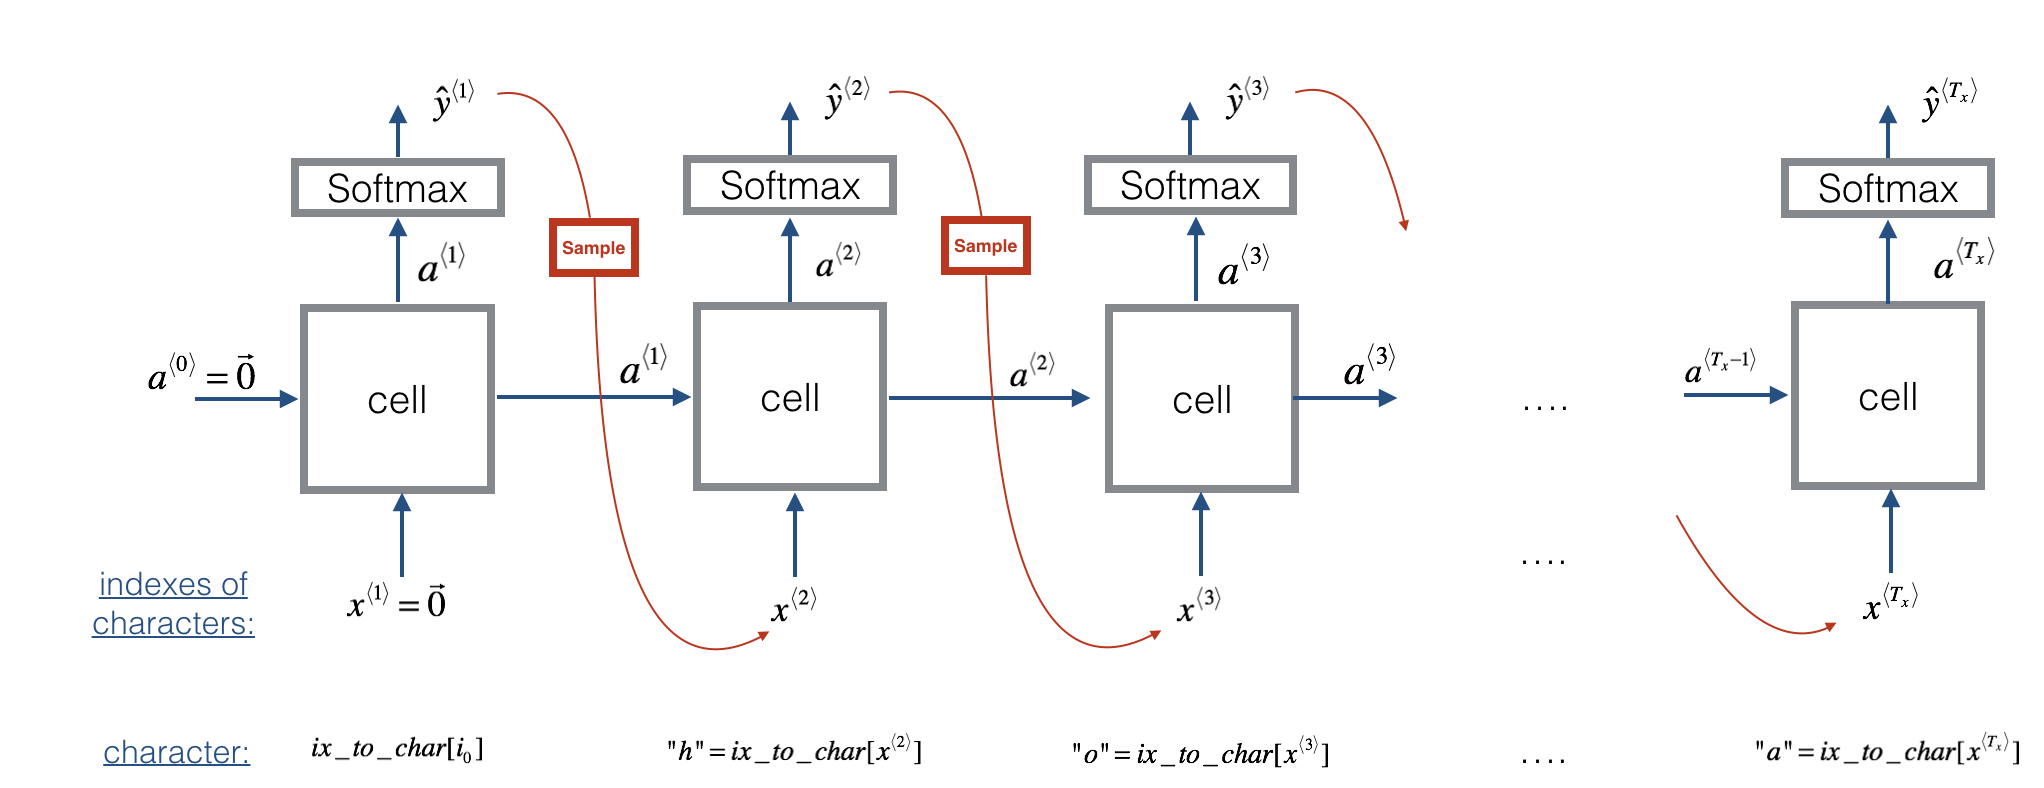 ŷ⟨1⟩ ŷ⟨2⟩ ŷ⟨3⟩ ŷ⟨Tₓ⟩
Softmax Softmax Softmax Softmax
Sample Sample
a⟨1⟩ a⟨2⟩ a⟨3⟩ a⟨Tₓ⟩
a⟨0⟩ = 0⃗ a⟨1⟩ a⟨2⟩ a⟨3⟩ a⟨Tₓ−1⟩
cell cell cell .... cell
....
indexes of
characters:
x⟨1⟩ = 0⃗ x⟨2⟩ x⟨3⟩ x⟨Tₓ⟩
character: ix_to_char[i₀] "h" = ix_to_char[x⟨2⟩] "o" = ix_to_char[x⟨3⟩] .... "a" = ix_to_char[x⟨Tₓ⟩]